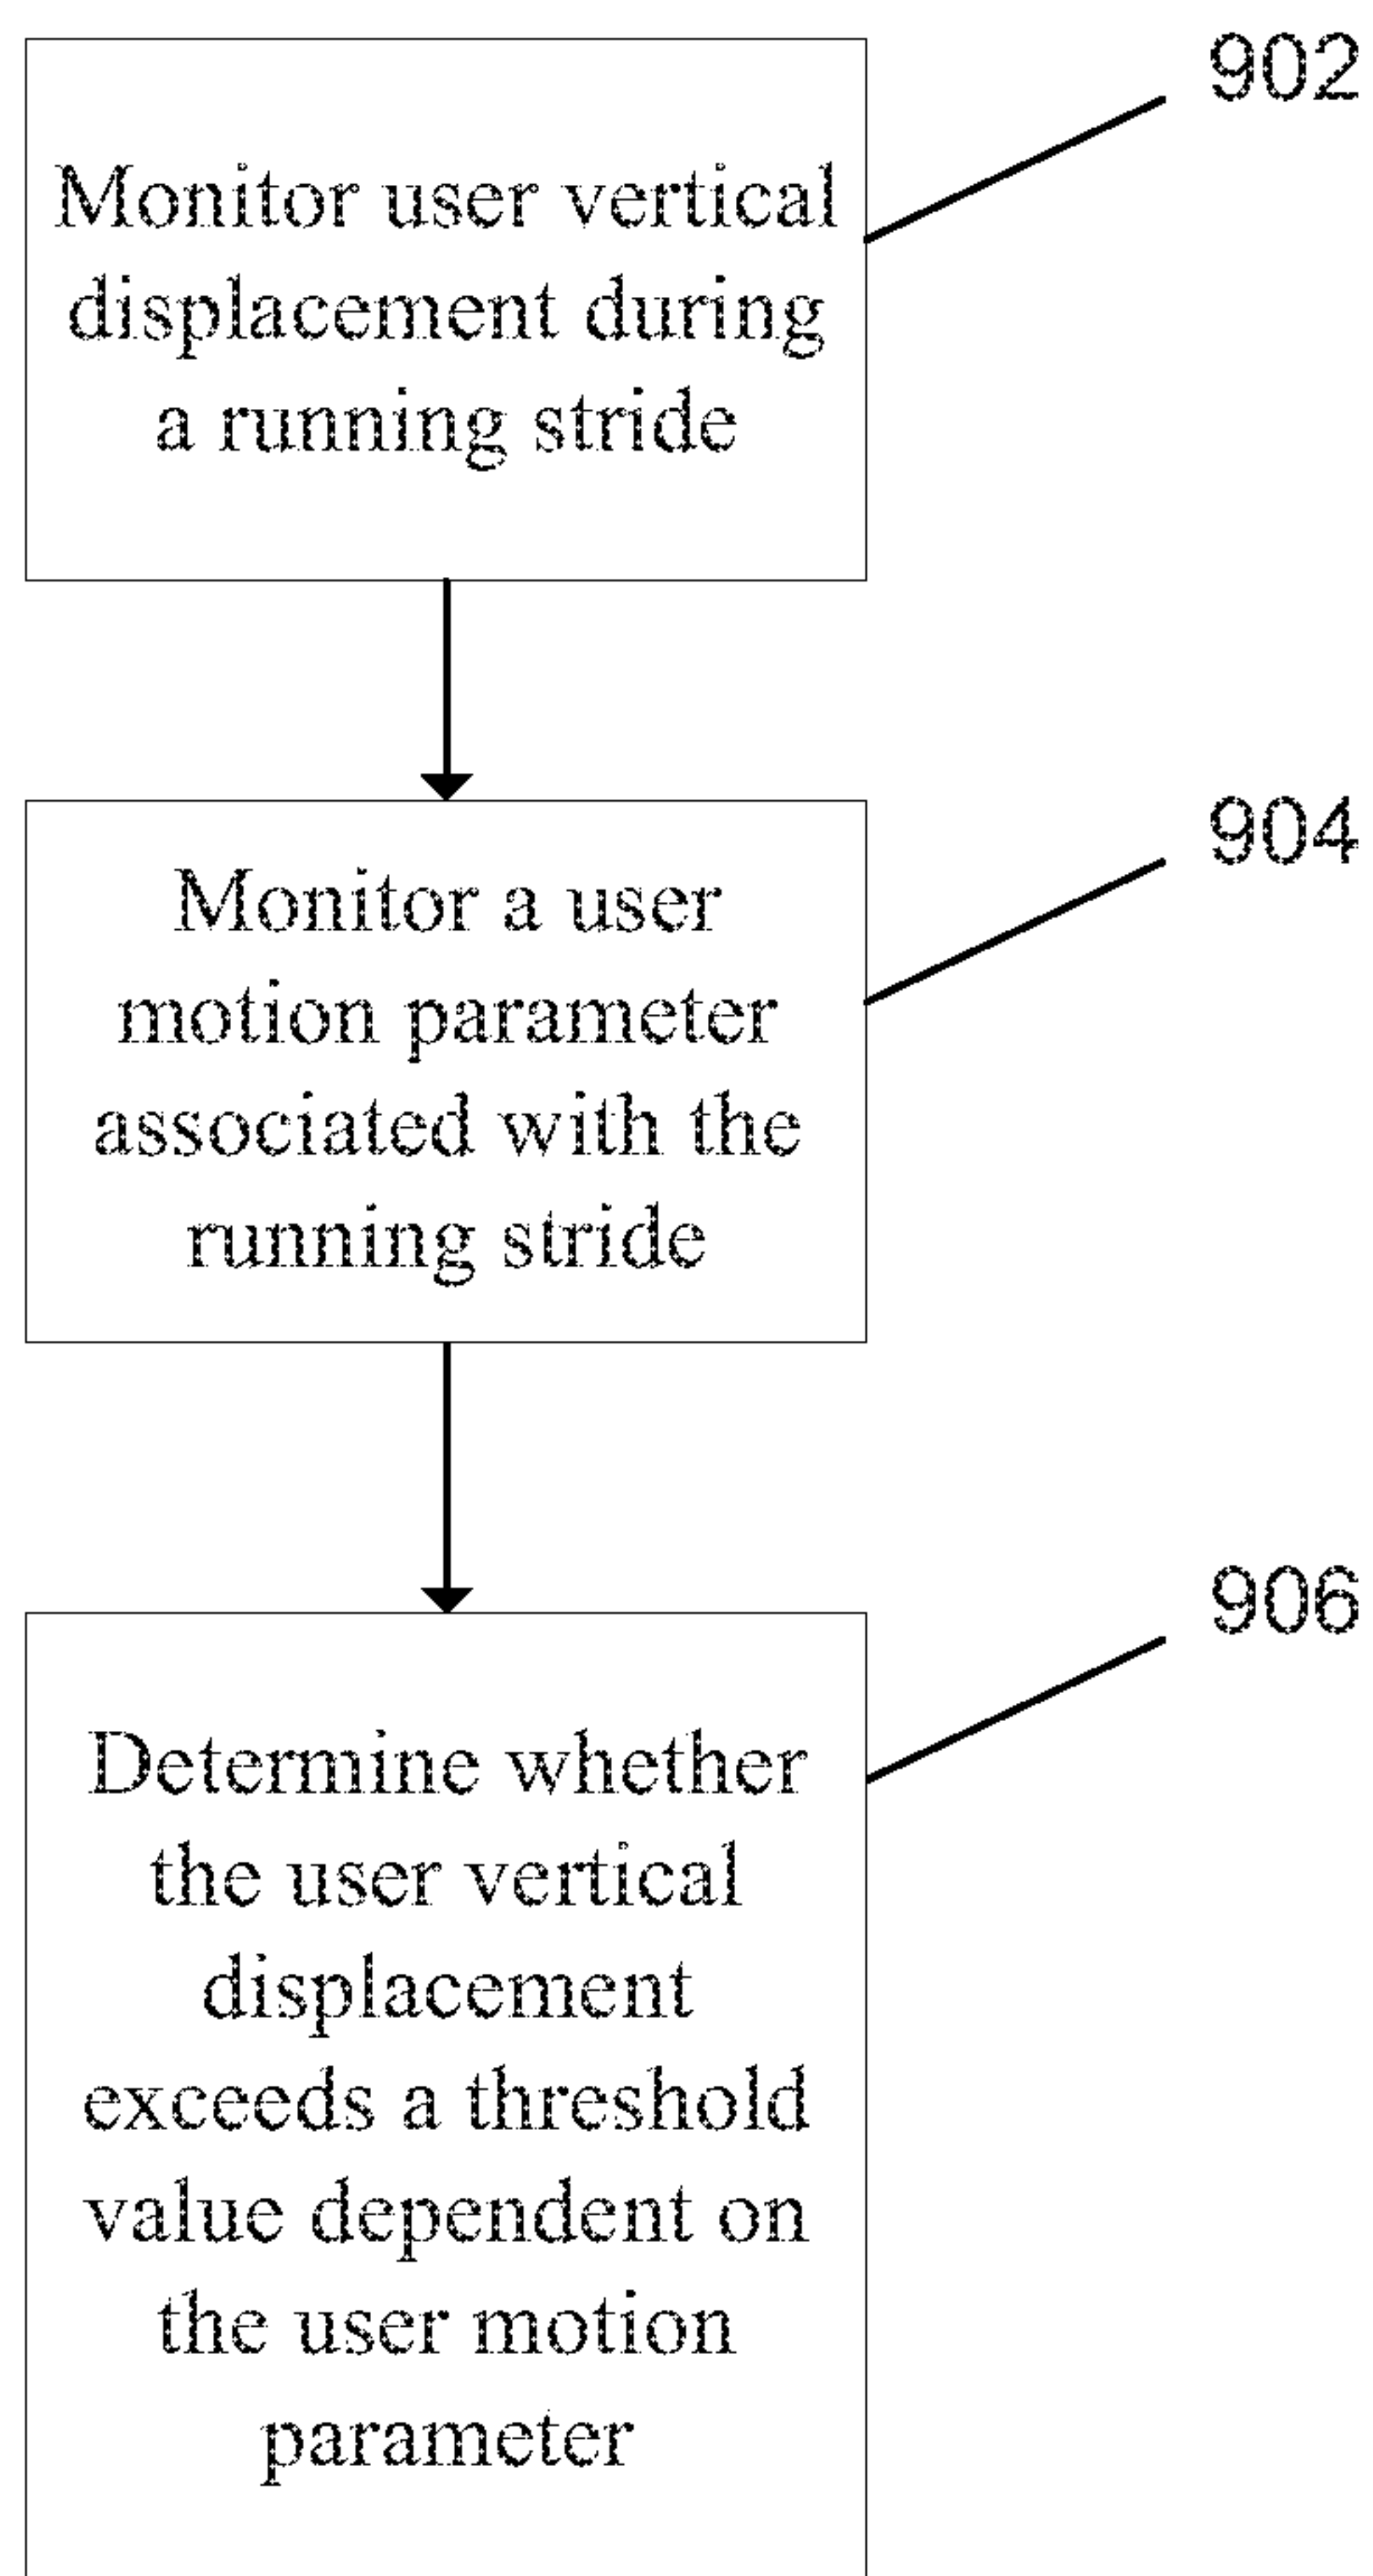 902
Monitor user vertical
displacement during
a running stride
904
Monitor a user
motion parameter
associated with the
running stride
906
Determine whether
the user vertical
displacement
exceeds a threshold
value dependent on
the user motion
parameter